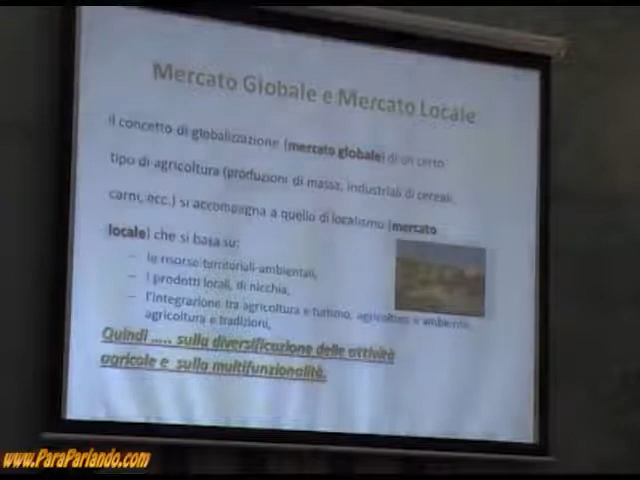 Mercato Globale e Mercato Locale
Il concetto di globalizzazione (mercato globale) di un certo
tipo di agricoltura (produzioni di massa, industriali di cereali,
carni, ecc.) si accompagna a quello di localismo (mercato
locale) che si basa su:
– le risorse territoriali-ambientali,
– i prodotti locali, di nicchia,
– l'integrazione tra agricoltura e turismo, agricoltura e ambiente,
agricoltura e tradizioni,
Quindi ..... sulla diversificazione delle attività
agricole e sulla multifunzionalità.
www.ParaParlando.com